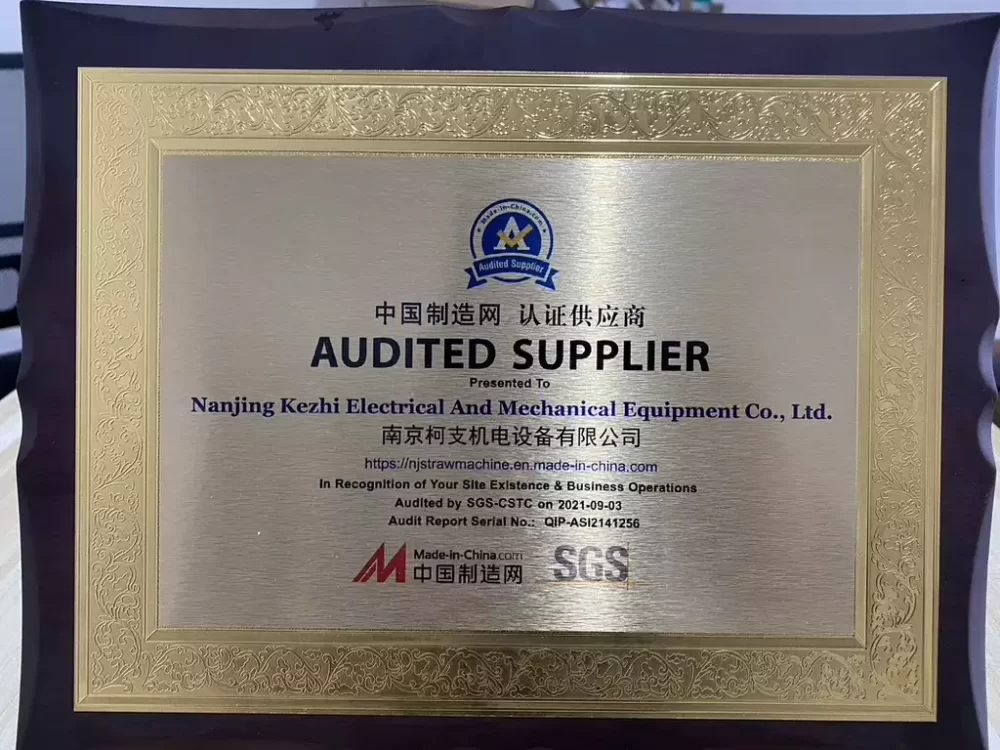 Made-in-China.com
Audited Supplier
中国制造网 认证供应商
AUDITED SUPPLIER
Presented To
Nanjing Kezhi Electrical And Mechanical Equipment Co., Ltd.
南京柯支机电设备有限公司
https://njstrawmachine.en.made-in-china.com
In Recognition of Your Site Existence & Business Operations
Audited by SGS-CSTC on 2021-09-03
Audit Report Serial No.: QIP-ASI2141256
Made-in-China.com
中国制造网
SGS